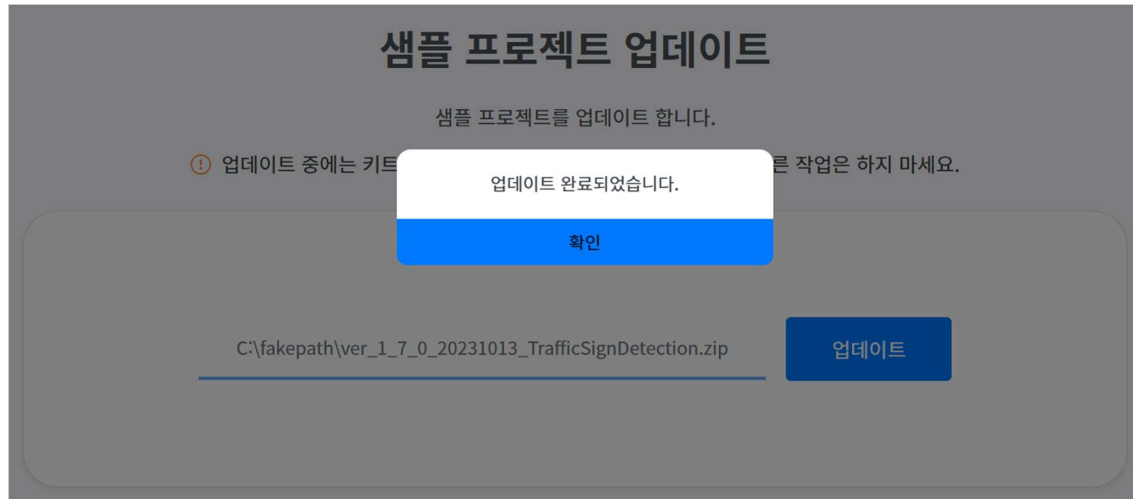 샘플 프로젝트 업데이트
샘플 프로젝트를 업데이트 합니다.
업데이트 중에는 키트 른 작업은 하지 마세요.
업데이트 완료되었습니다.
확인
C:\fakepath\ver_1_7_0_20231013_TrafficSignDetection.zip
업데이트